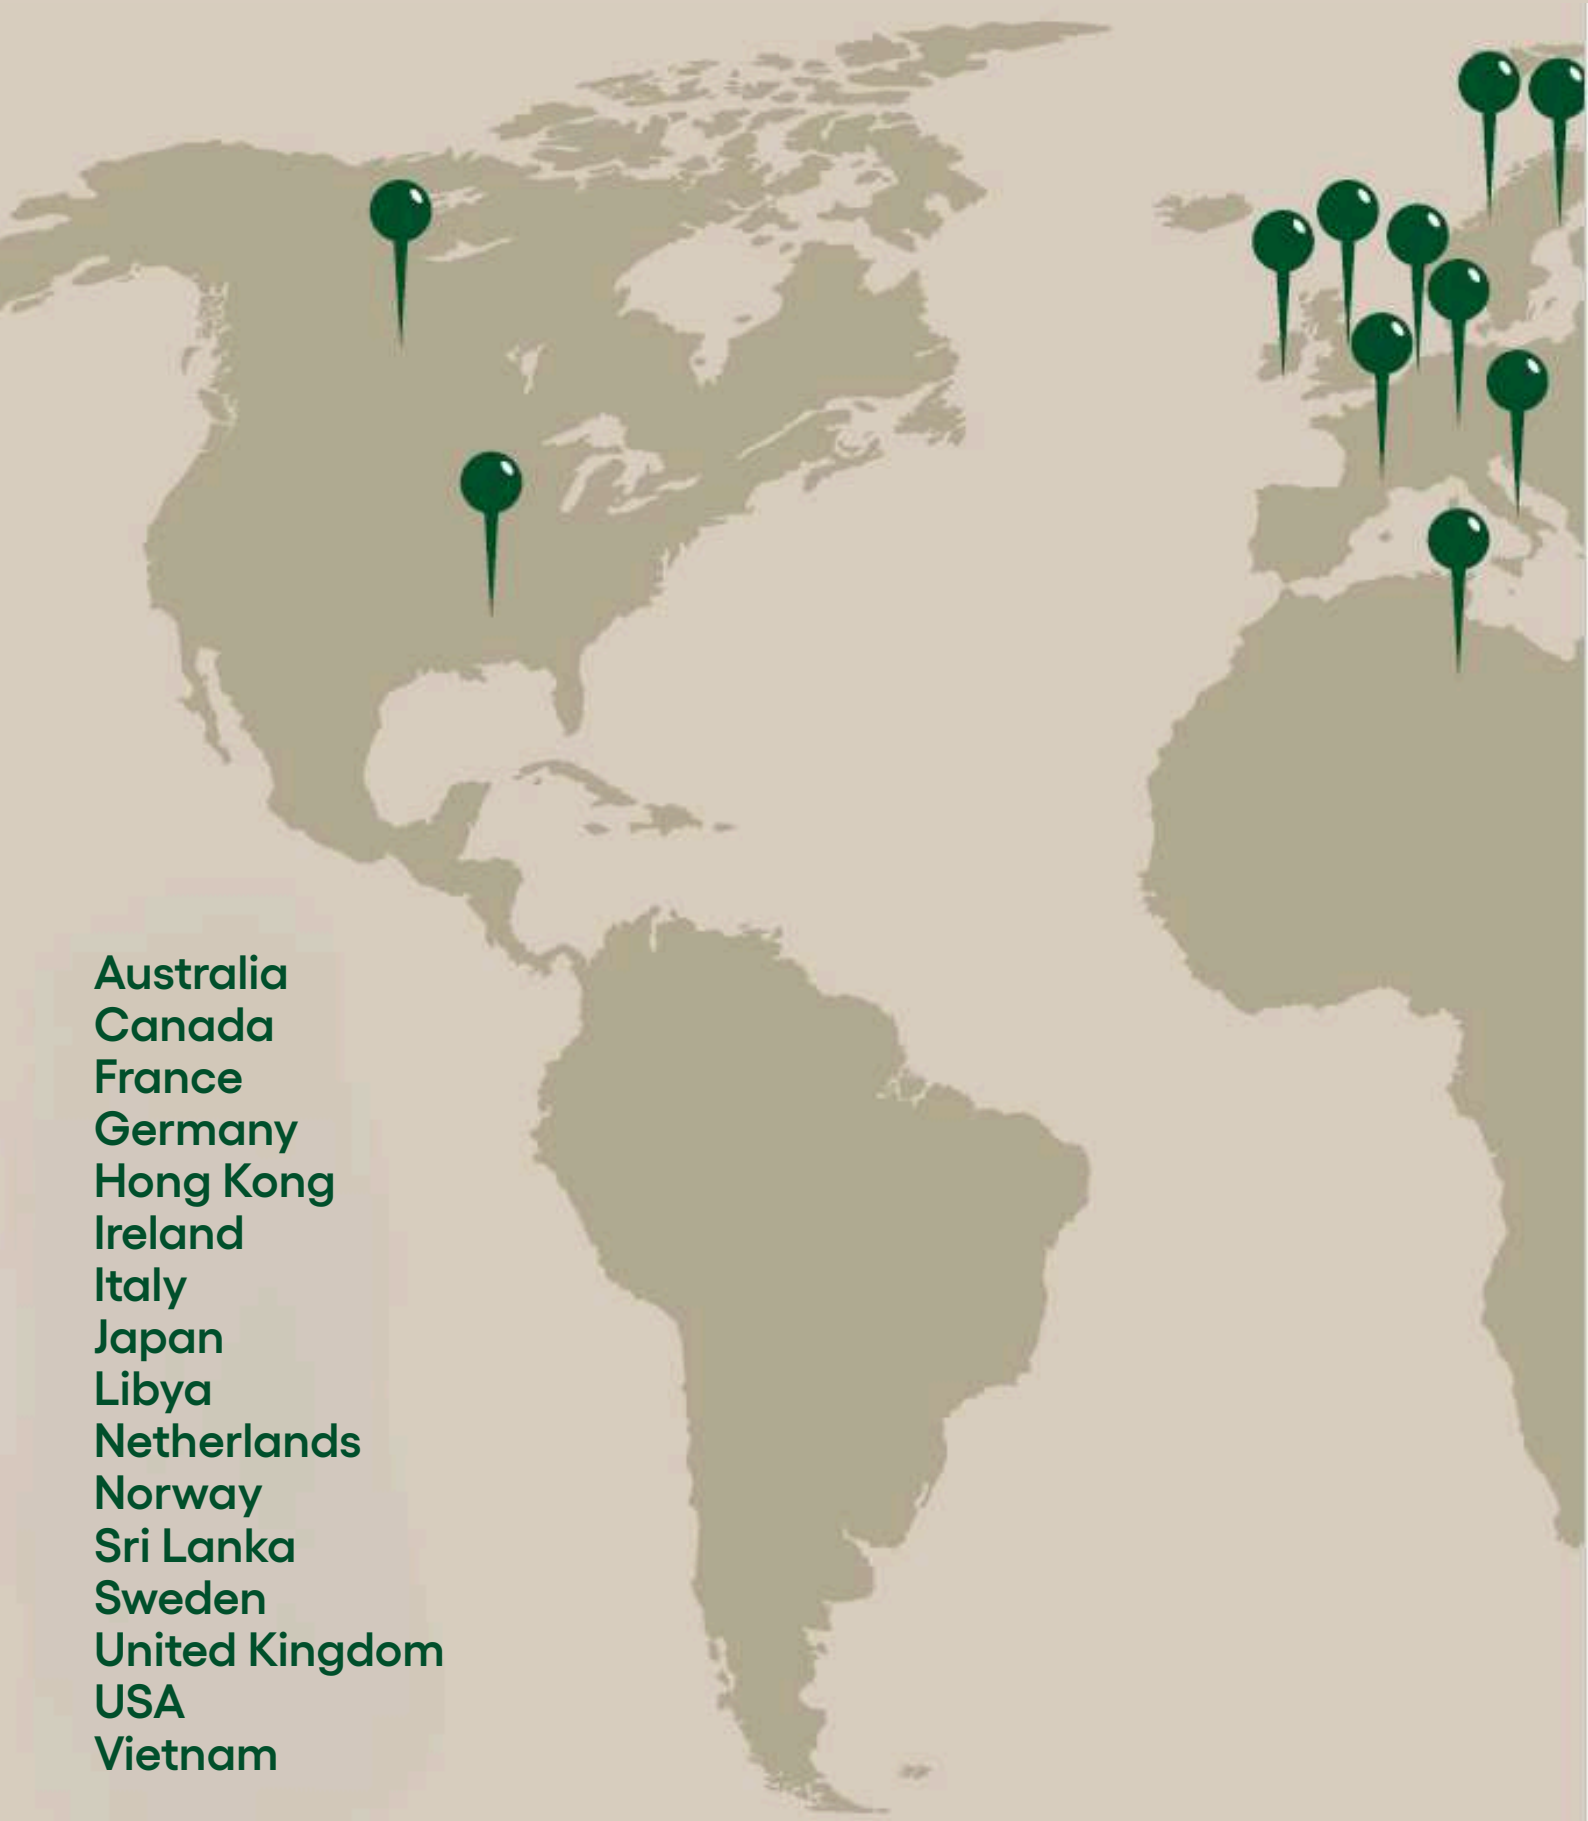 Australia
Canada
France
Germany
Hong Kong
Ireland
Italy
Japan
Libya
Netherlands
Norway
Sri Lanka
Sweden
United Kingdom
USA
Vietnam